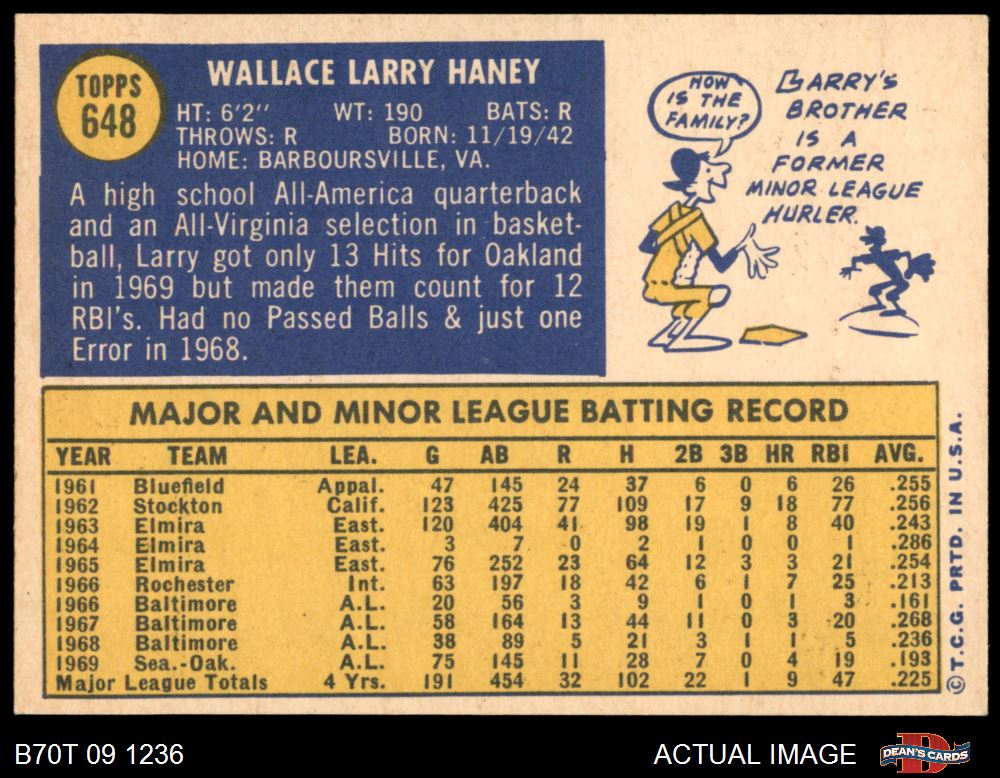 TOPPS
648
WALLACE LARRY HANEY
HT: 6'2" WT: 190 BATS: R
THROWS: R BORN: 11/19/42
HOME: BARBOURSVILLE, VA.
A high school All-America quarterback
and an All-Virginia selection in basket-
ball, Larry got only 13 Hits for Oakland
in 1969 but made them count for 12
RBI's. Had no Passed Balls & just one
Error in 1968.
HOW
IS THE
FAMILY?
LARRY'S
BROTHER
IS A
FORMER
MINOR LEAGUE
HURLER.
MAJOR AND MINOR LEAGUE BATTING RECORD
YEAR TEAM LEA. G AB R H 2B 3B HR RBI AVG.
1961 Bluefield Appal. 47 145 24 37 6 0 6 26 .255
1962 Stockton Calif. 123 425 77 109 17 9 18 77 .256
1963 Elmira East. 120 404 41 98 19 1 8 40 .243
1964 Elmira East. 3 7 0 2 1 0 0 1 .286
1965 Elmira East. 76 252 23 64 12 3 3 21 .254
1966 Rochester Int. 63 197 18 42 6 1 7 25 .213
1966 Baltimore A.L. 20 56 3 9 1 0 1 3 .161
1967 Baltimore A.L. 58 164 13 44 11 0 3 20 .268
1968 Baltimore A.L. 38 89 5 21 3 1 1 5 .236
1969 Sea.-Oak. A.L. 75 145 11 28 7 0 4 19 .193
Major League Totals 4 Yrs. 191 454 32 102 22 1 9 47 .225
© T.C.G. PRTD. IN U.S.A.
B70T 09 1236
ACTUAL IMAGE
DEAN'S CARDS